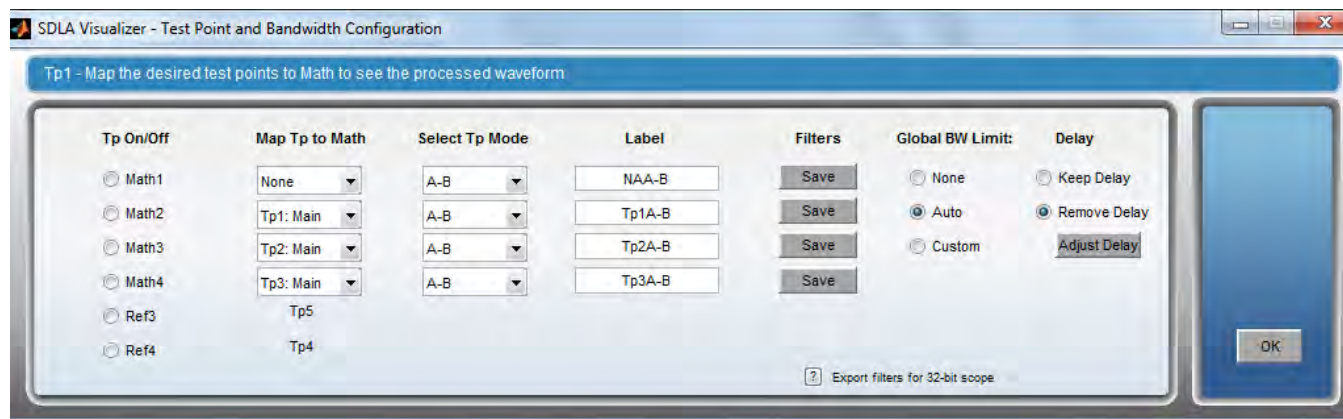 SDLA Visualizer - Test Point and Bandwidth Configuration
Tp1 - Map the desired test points to Math to see the processed waveform
Tp On/Off Map Tp to Math Select Tp Mode Label Filters Global BW Limit: Delay
Math1 None A-B NAA-B Save None Keep Delay
Math2 Tp1: Main A-B Tp1A-B Save Auto Remove Delay
Math3 Tp2: Main A-B Tp2A-B Save Custom Adjust Delay
Math4 Tp3: Main A-B Tp3A-B Save
Ref3 Tp5
Ref4 Tp4 OK
? Export filters for 32-bit scope